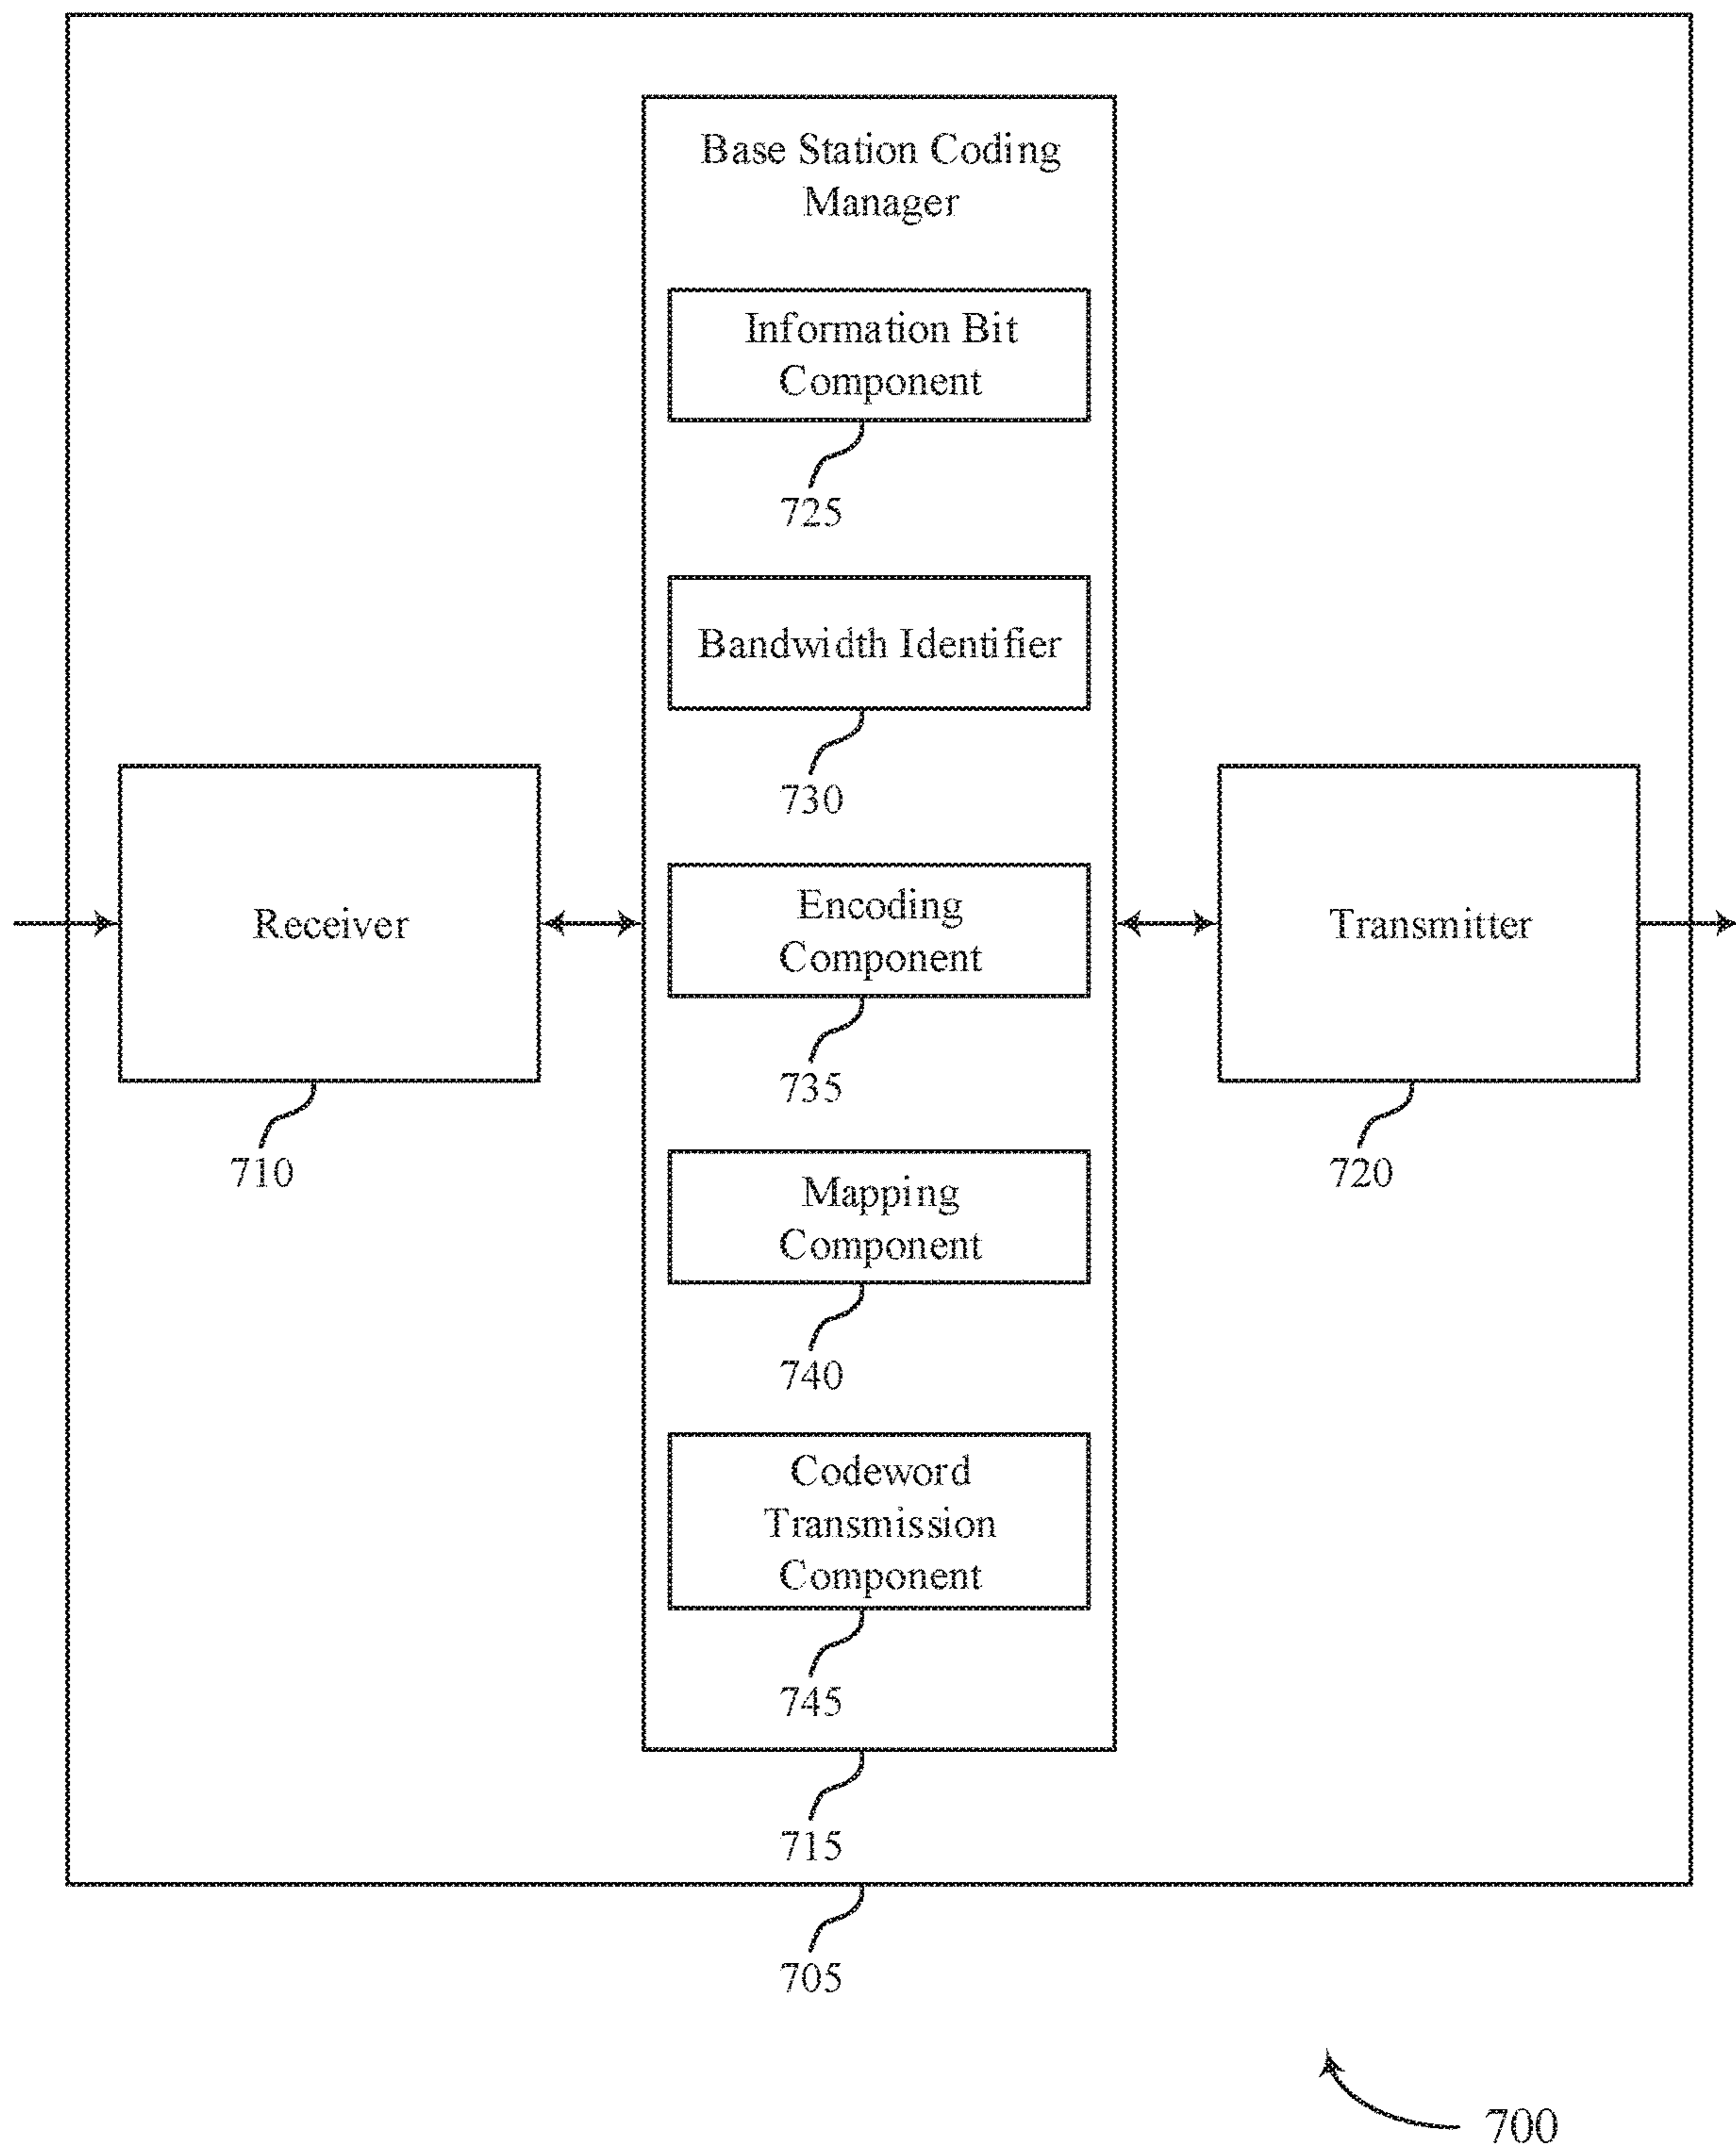 Base Station Coding
Manager
Information Bit
Component
725
Bandwidth Identifier
730
Receiver
710
Encoding
Component
735
Transmitter
720
Mapping
Component
740
Codeword
Transmission
Component
745
715
705
700